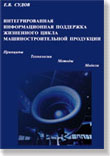 Е.В. СУДОВ
ИНТЕГРИРОВАННАЯ
ИНФОРМАЦИОННАЯ ПОДДЕРЖКА
ЖИЗНЕННОГО ЦИКЛА
МАШИНОСТРОИТЕЛЬНОЙ ПРОДУКЦИИ
Принципы
Технологии
Методы
Модели